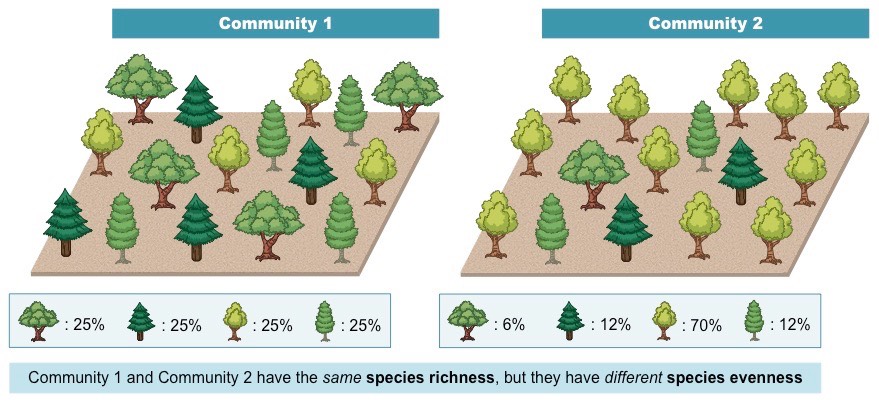 Community 1
Community 2
: 25% : 25% : 25% : 25%
: 6% : 12% : 70% : 12%
Community 1 and Community 2 have the same species richness, but they have different species evenness